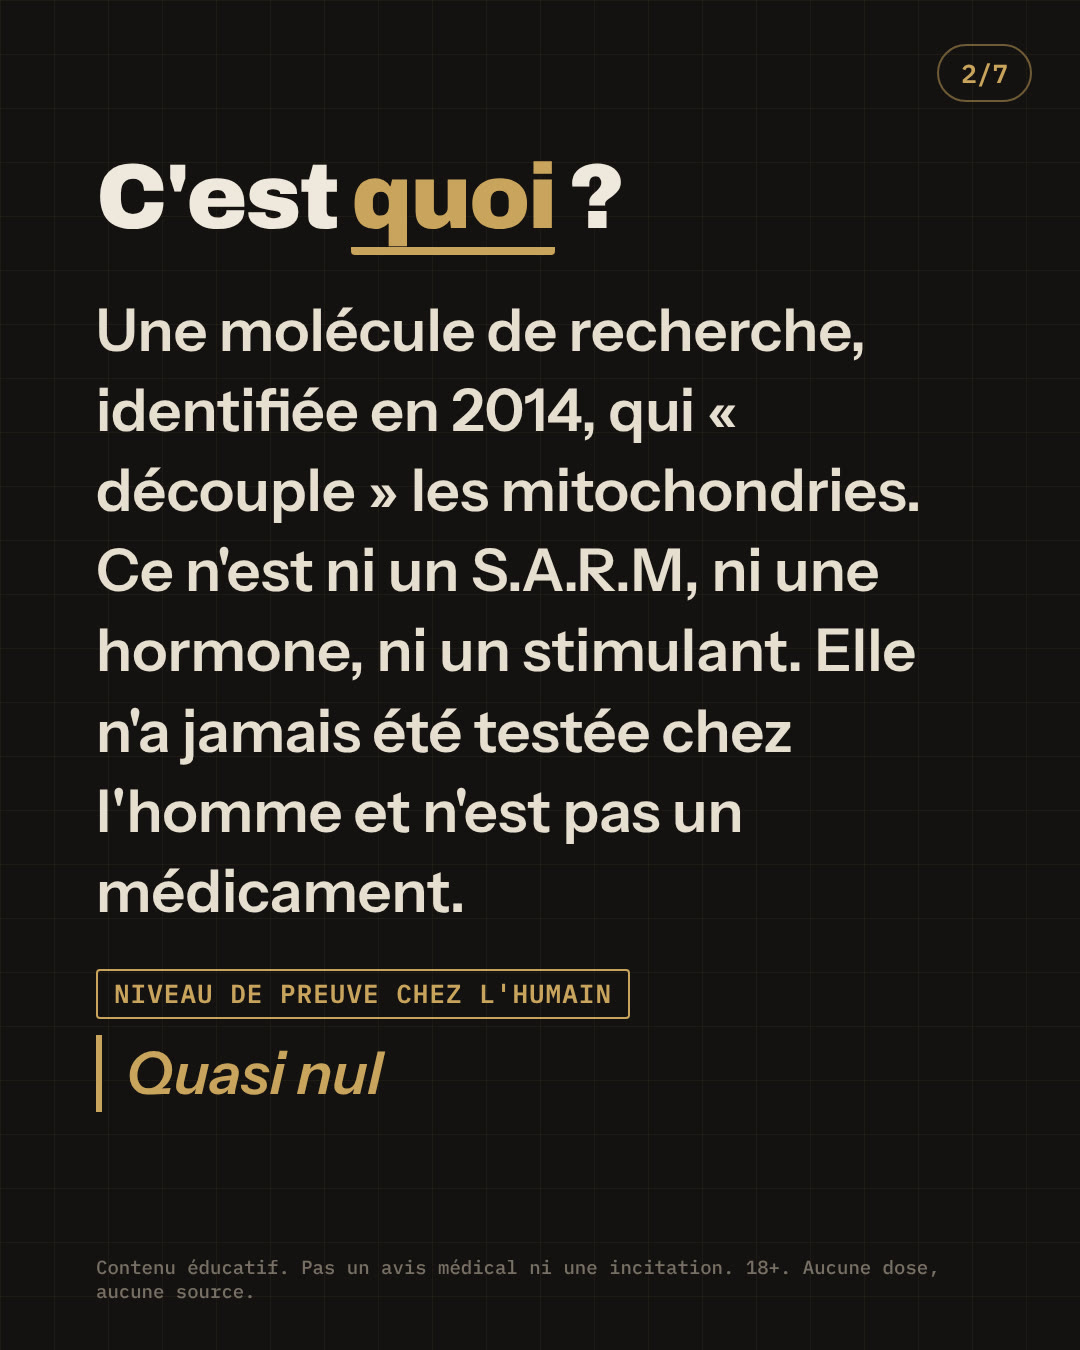 2/7
C'est quoi ?
Une molécule de recherche,
identifiée en 2014, qui «
découple » les mitochondries.
Ce n'est ni un S.A.R.M, ni une
hormone, ni un stimulant. Elle
n'a jamais été testée chez
l'homme et n'est pas un
médicament.
NIVEAU DE PREUVE CHEZ L'HUMAIN
Quasi nul
Contenu éducatif. Pas un avis médical ni une incitation. 18+. Aucune dose,
aucune source.